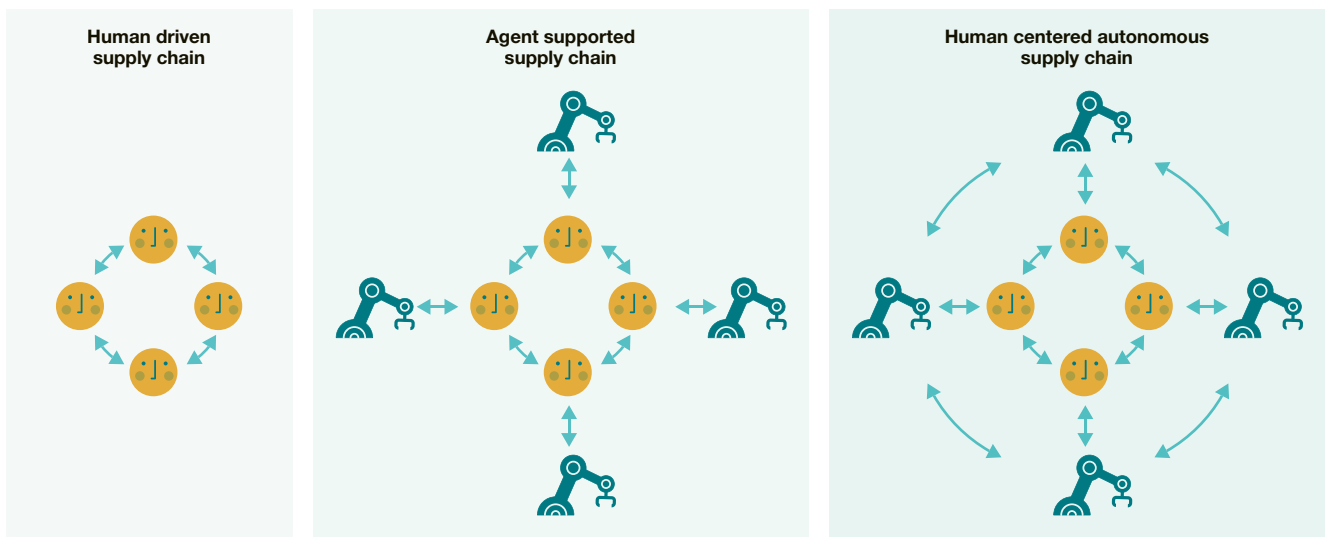 Human driven
supply chain
Agent supported
supply chain
Human centered autonomous
supply chain